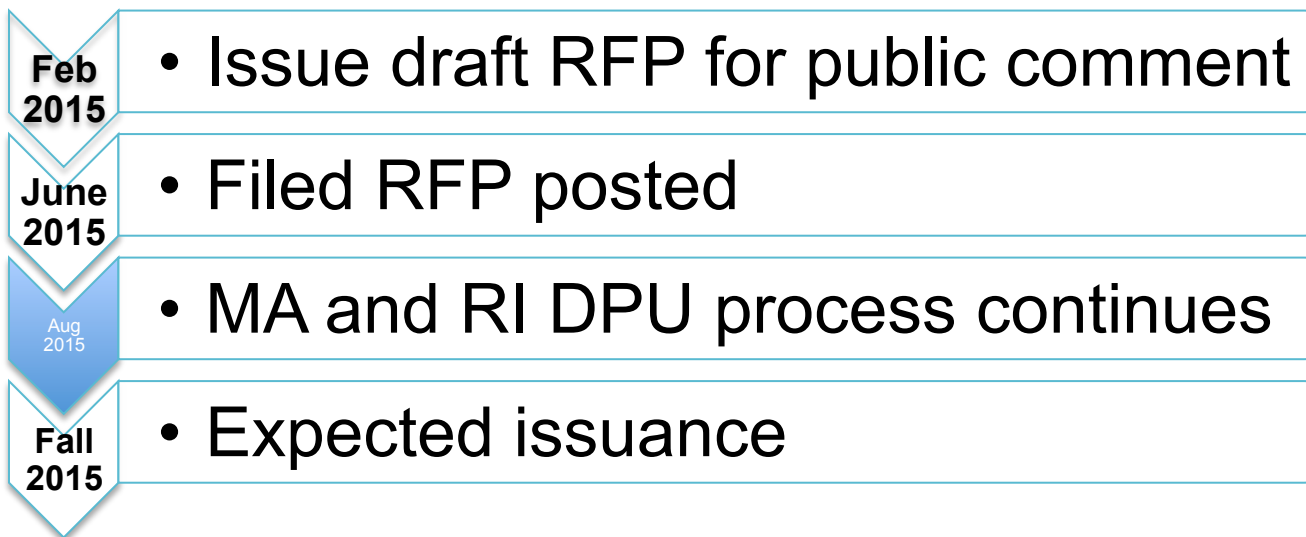 Feb
2015
• Issue draft RFP for public comment
June
2015
• Filed RFP posted
Aug
2015
• MA and RI DPU process continues
Fall
2015
• Expected issuance